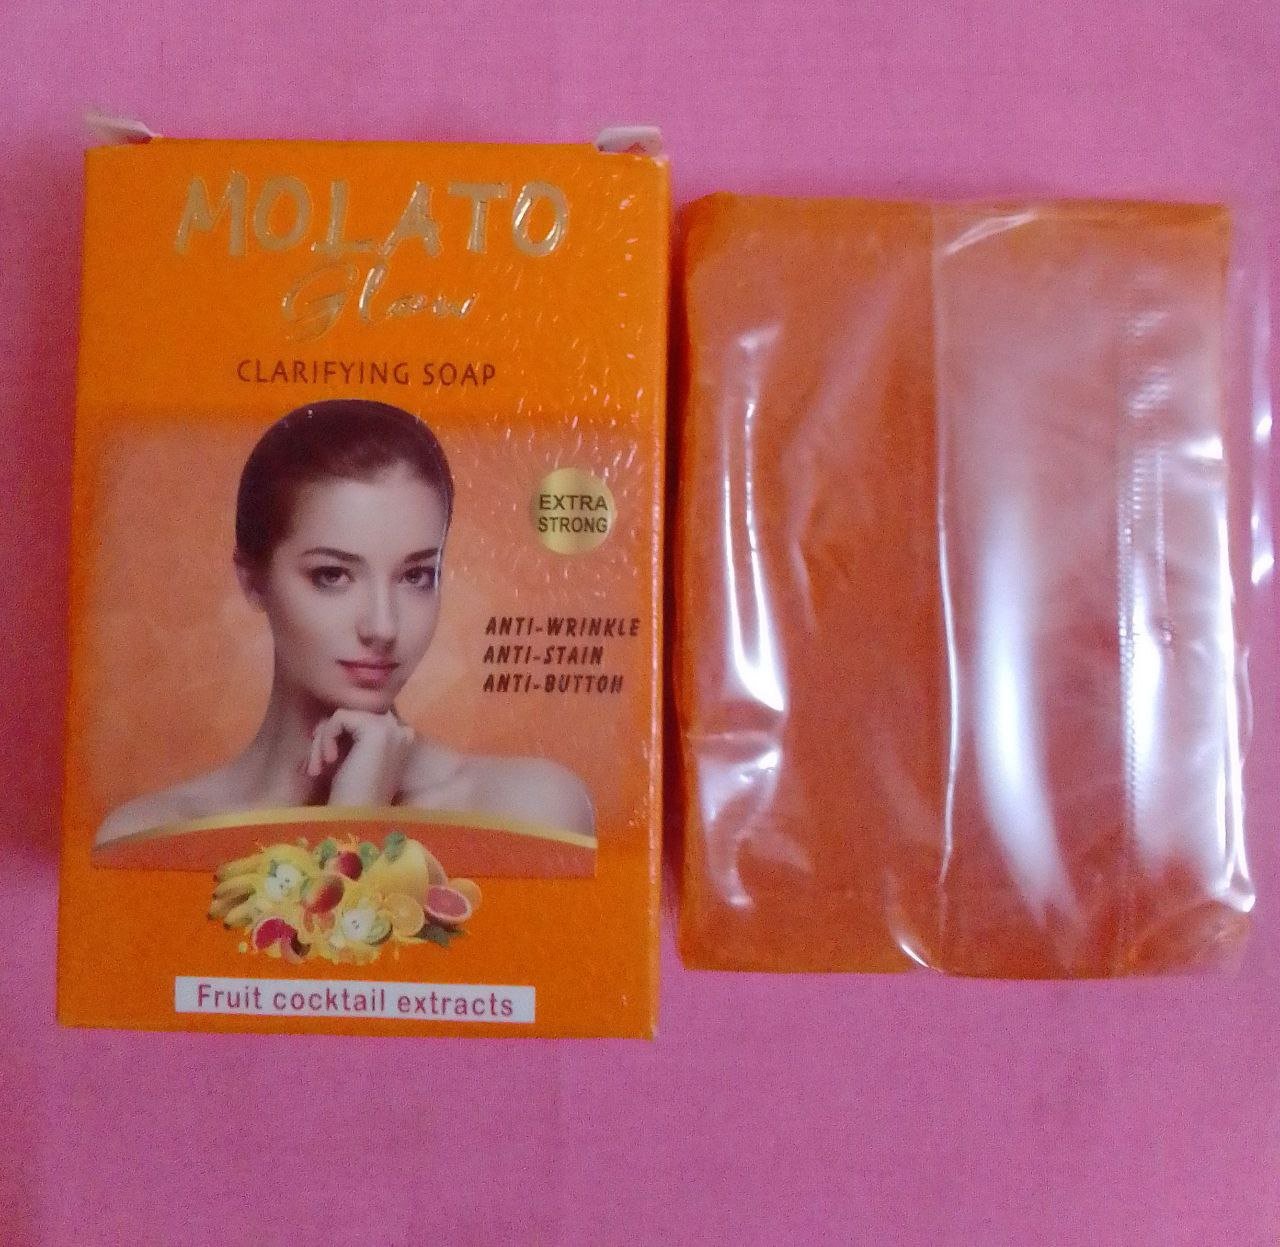 MOLATO
Glow
CLARIFYING SOAP
EXTRA
STRONG
ANTI-WRINKLE
ANTI-STAIN
ANTI-BUTTON
Fruit cocktail extracts